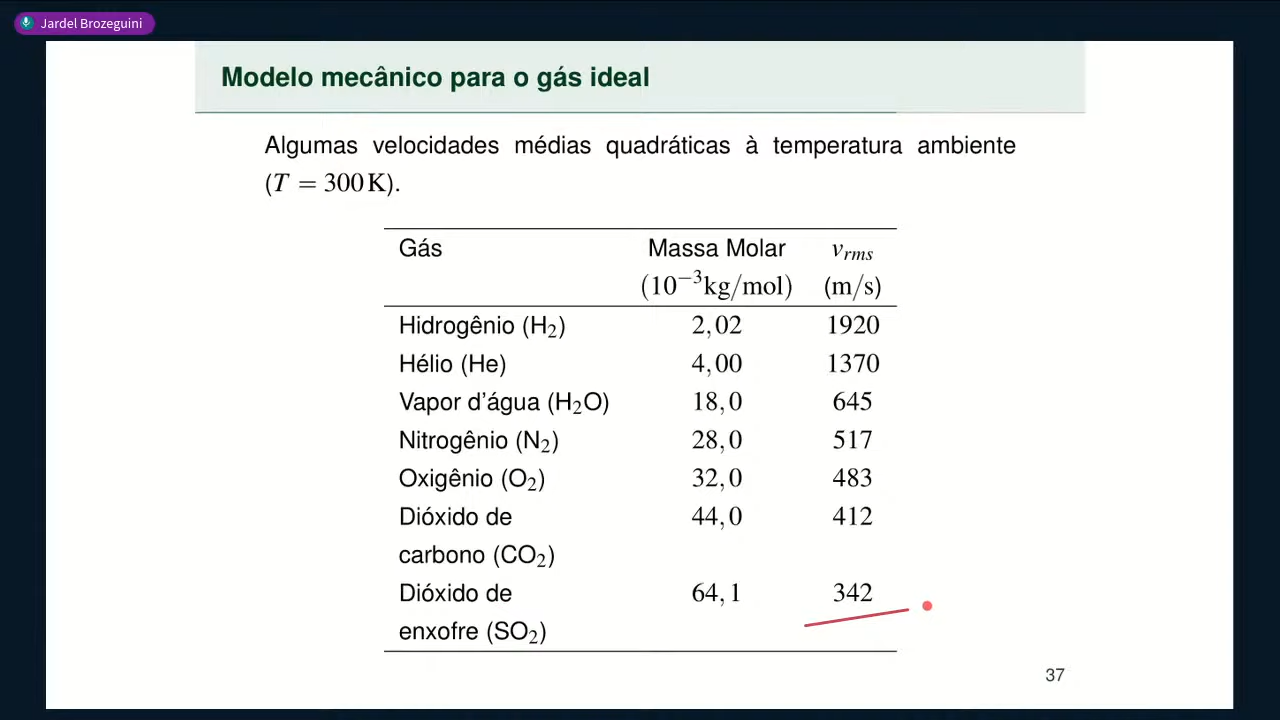 Jardel Brozeguini
Modelo mecânico para o gás ideal
Algumas velocidades médias quadráticas à temperatura ambiente
(T = 300 K).
Gás Massa Molar v_rms
(10⁻³kg/mol) (m/s)
Hidrogênio (H₂) 2,02 1920
Hélio (He) 4,00 1370
Vapor d'água (H₂O) 18,0 645
Nitrogênio (N₂) 28,0 517
Oxigênio (O₂) 32,0 483
Dióxido de 44,0 412
carbono (CO₂)
Dióxido de 64,1 342
enxofre (SO₂)
37